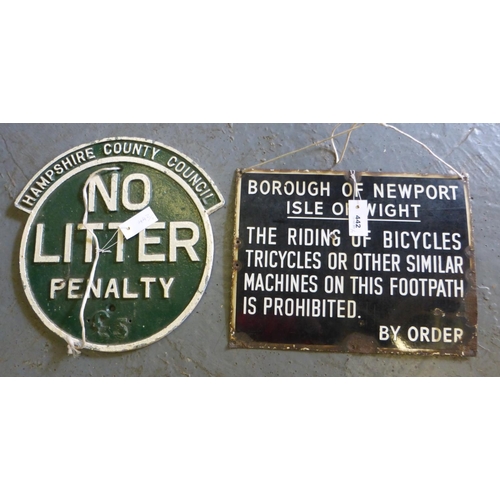 HAMPSHIRE COUNTY COUNCIL
NO
LITTER
PENALTY
BOROUGH OF NEWPORT
ISLE OF WIGHT
442
THE RIDING OF BICYCLES
TRICYCLES OR OTHER SIMILAR
MACHINES ON THIS FOOTPATH
IS PROHIBITED.
BY ORDER